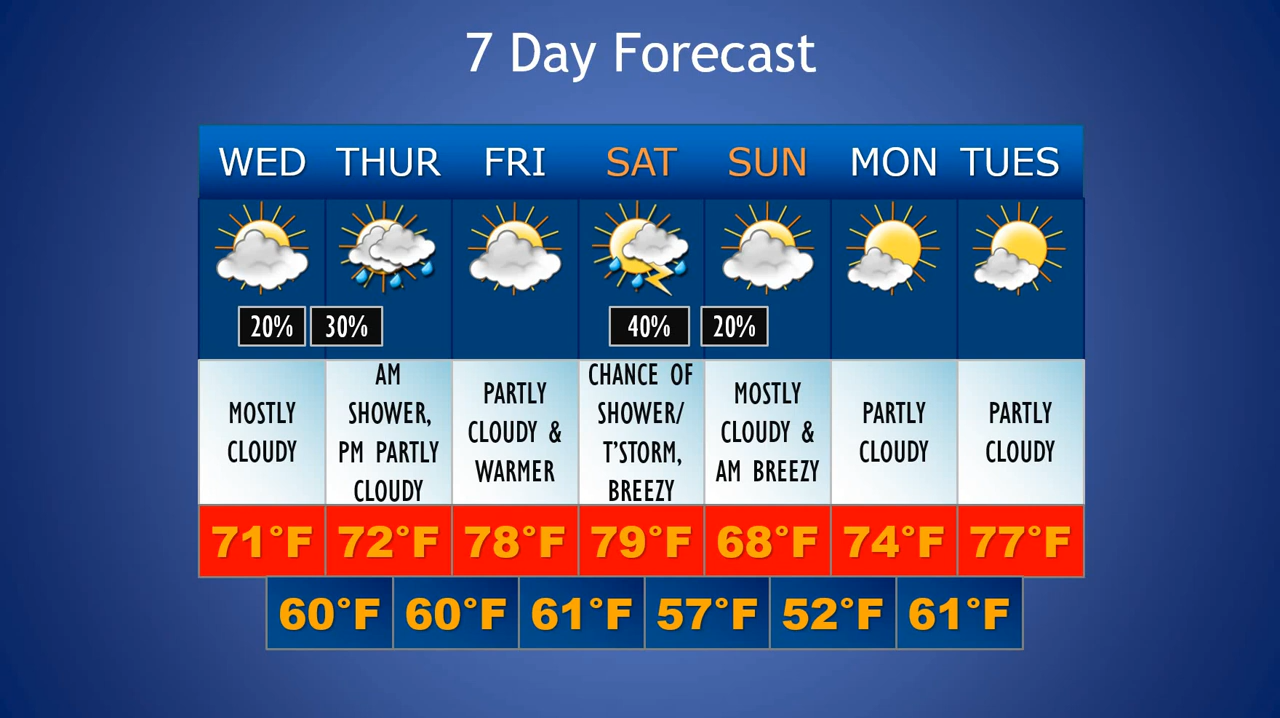 7 Day Forecast
WED THUR FRI SAT SUN MON TUES
20% 30% 40% 20%
MOSTLY
CLOUDY
AM
SHOWER,
PM PARTLY
CLOUDY
PARTLY
CLOUDY &
WARMER
CHANCE OF
SHOWER/
T'STORM,
BREEZY
MOSTLY
CLOUDY &
AM BREEZY
PARTLY
CLOUDY
PARTLY
CLOUDY
71°F 72°F 78°F 79°F 68°F 74°F 77°F
60°F 60°F 61°F 57°F 52°F 61°F